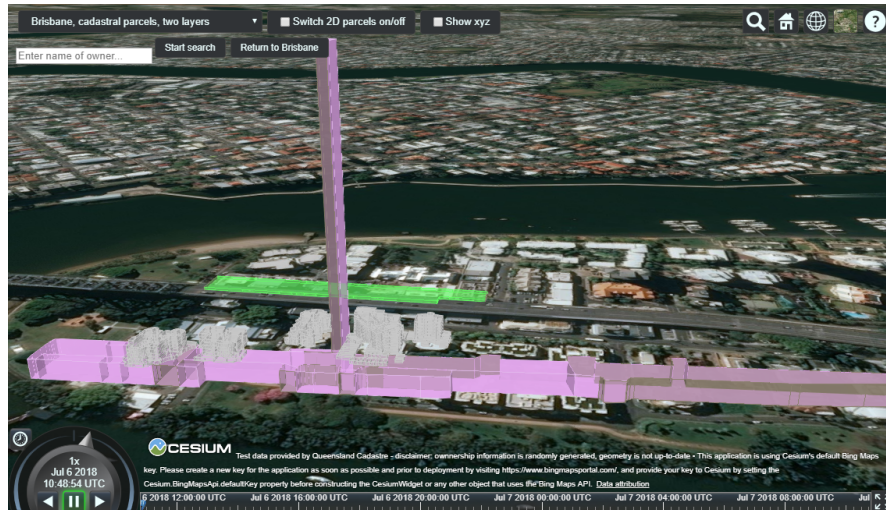 Brisbane, cadastral parcels, two layers
Switch 2D parcels on/off
Show xyz
?
Enter name of owner...
Start search
Return to Brisbane
CESIUM
Test data provided by Queensland Cadastre - disclaimer; ownnership information is randomly generated, geometry is not up-to-date • This application is using Cesium's default Bing Maps
key. Please create a new key for the application as soon as possible and prior to deployment by visiting https://www.bingmapsportal.com/, and provide your key to Cesium by setting the
Cesium.BingMapsApi.defaultKey property before constructing the CesiumWidget or any other object that uses the Bing Maps API. Data attribution
1x
Jul 6 2018
10:48:54 UTC
6 2018 12:00:00 UTC
Jul 6 2018 16:00:00 UTC
Jul 6 2018 20:00:00 UTC
Jul 7 2018 00:00:00 UTC
Jul 7 2018 04:00:00 UTC
Jul 7 2018 08:00:00 UTC
Jul